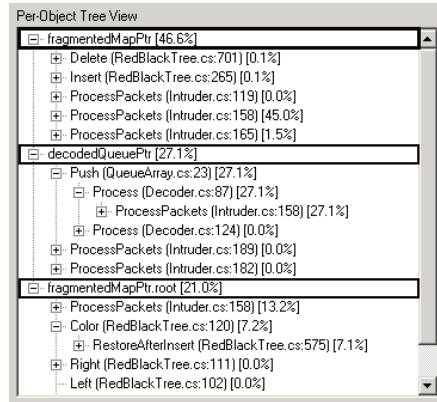 Per-Object Tree View
fragmentedMapPtr [46.6%]
Delete (RedBlackTree.cs:701) [0.1%]
Insert (RedBlackTree.cs:265) [0.1%]
ProcessPackets (Intruder.cs:119) [0.0%]
ProcessPackets (Intruder.cs:158) [45.0%]
ProcessPackets (Intruder.cs:165) [1.5%]
decodedQueuePtr [27.1%]
Push (QueueArray.cs:23) [27.1%]
Process (Decoder.cs:87) [27.1%]
ProcessPackets (Intruder.cs:158) [27.1%]
Process (Decoder.cs:124) [0.0%]
ProcessPackets (Intruder.cs:189) [0.0%]
ProcessPackets (Intruder.cs:182) [0.0%]
fragmentedMapPtr.root [21.0%]
ProcessPackets (Intuder.cs:158) [13.2%]
Color (RedBlackTree.cs:120) [7.2%]
RestoreAfterInsert (RedBlackTree.cs:575) [7.1%]
Right (RedBlackTree.cs:111) [0.0%]
Left (RedBlackTree.cs:102) [0.0%]